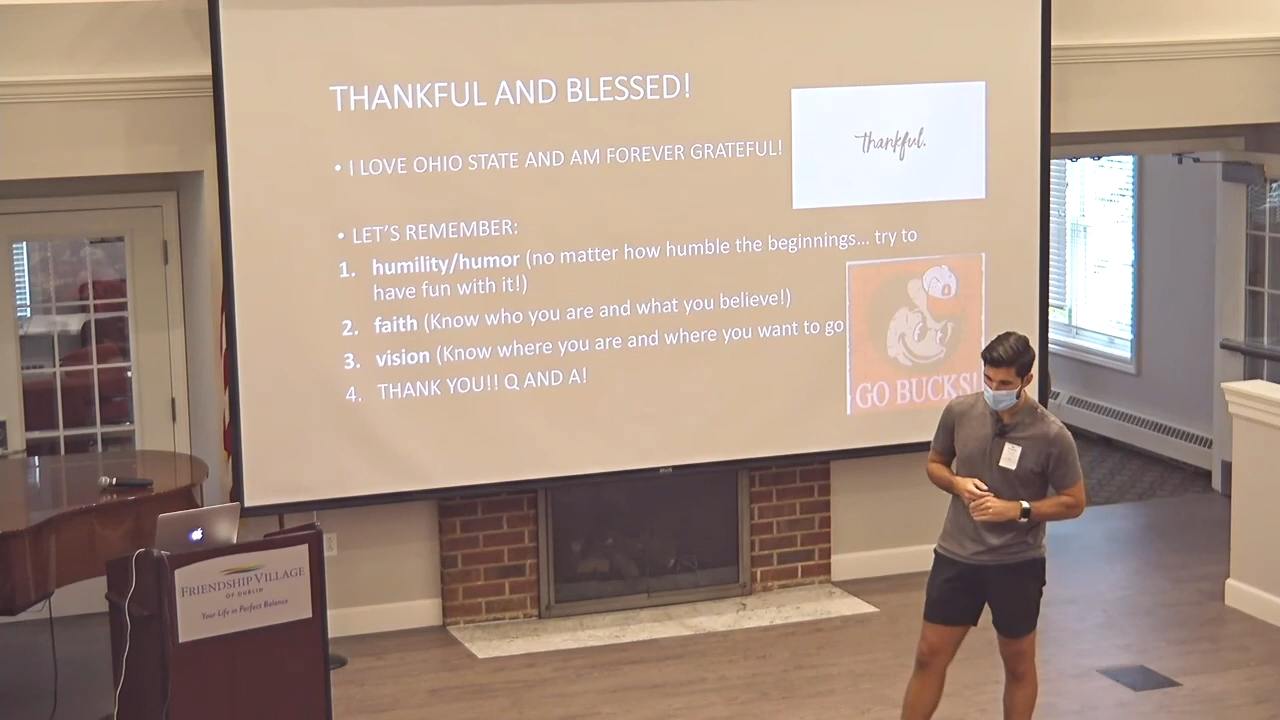 THANKFUL AND BLESSED!
• I LOVE OHIO STATE AND AM FOREVER GRATEFUL!
thankful.
• LET'S REMEMBER:
1. humility/humor (no matter how humble the beginnings... try to
have fun with it!)
2. faith (Know who you are and what you believe!)
3. vision (Know where you are and where you want to go
4. THANK YOU!! Q AND A!
GO BUCKS!
FRIENDSHIP VILLAGE
OF DUBLIN
Your Life in Perfect Balance